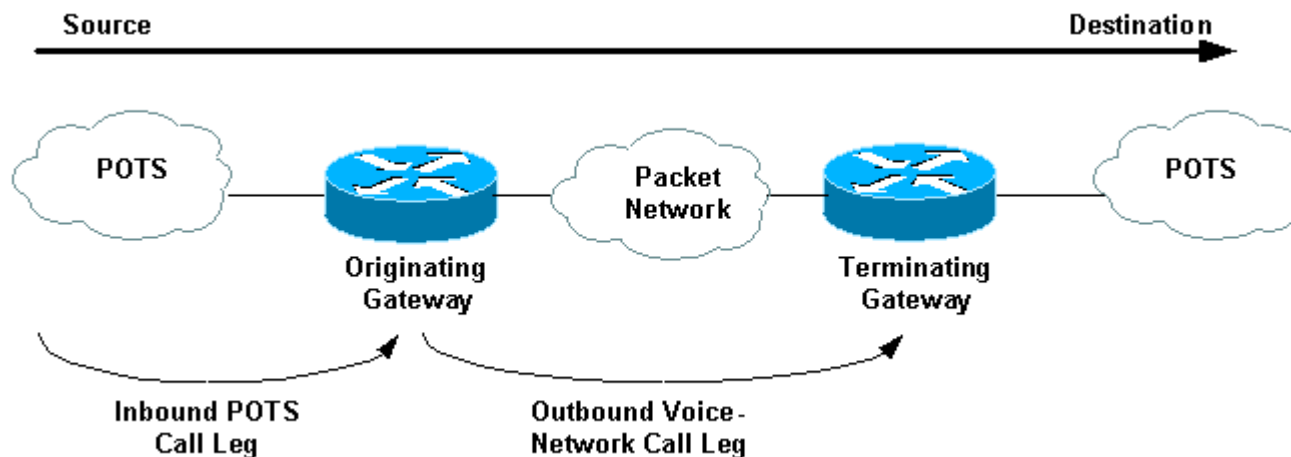 Source
Destination
POTS
Packet
Network
POTS
Originating
Gateway
Terminating
Gateway
Inbound POTS
Call Leg
Outbound Voice-
Network Call Leg